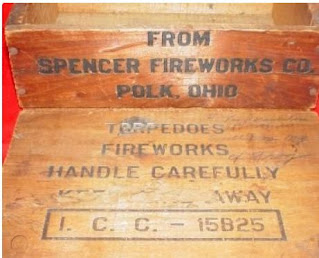 FROM
SPENCER FIREWORKS CO.
POLK, OHIO
TORPEDOES
FIREWORKS
HANDLE CAREFULLY
AWAY
I. C. C. - 15B25